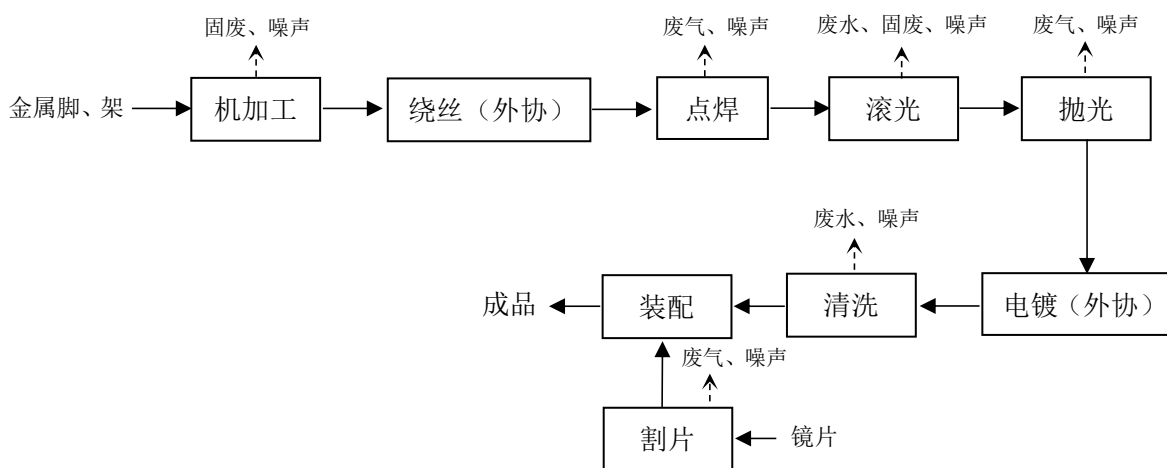 固废、噪声
废气、噪声
废水、固废、噪声
废气、噪声
金属脚、架
机加工
绕丝（外协）
点焊
滚光
抛光
废水、噪声
成品
装配
清洗
电镀（外协）
废气、噪声
割片
镜片